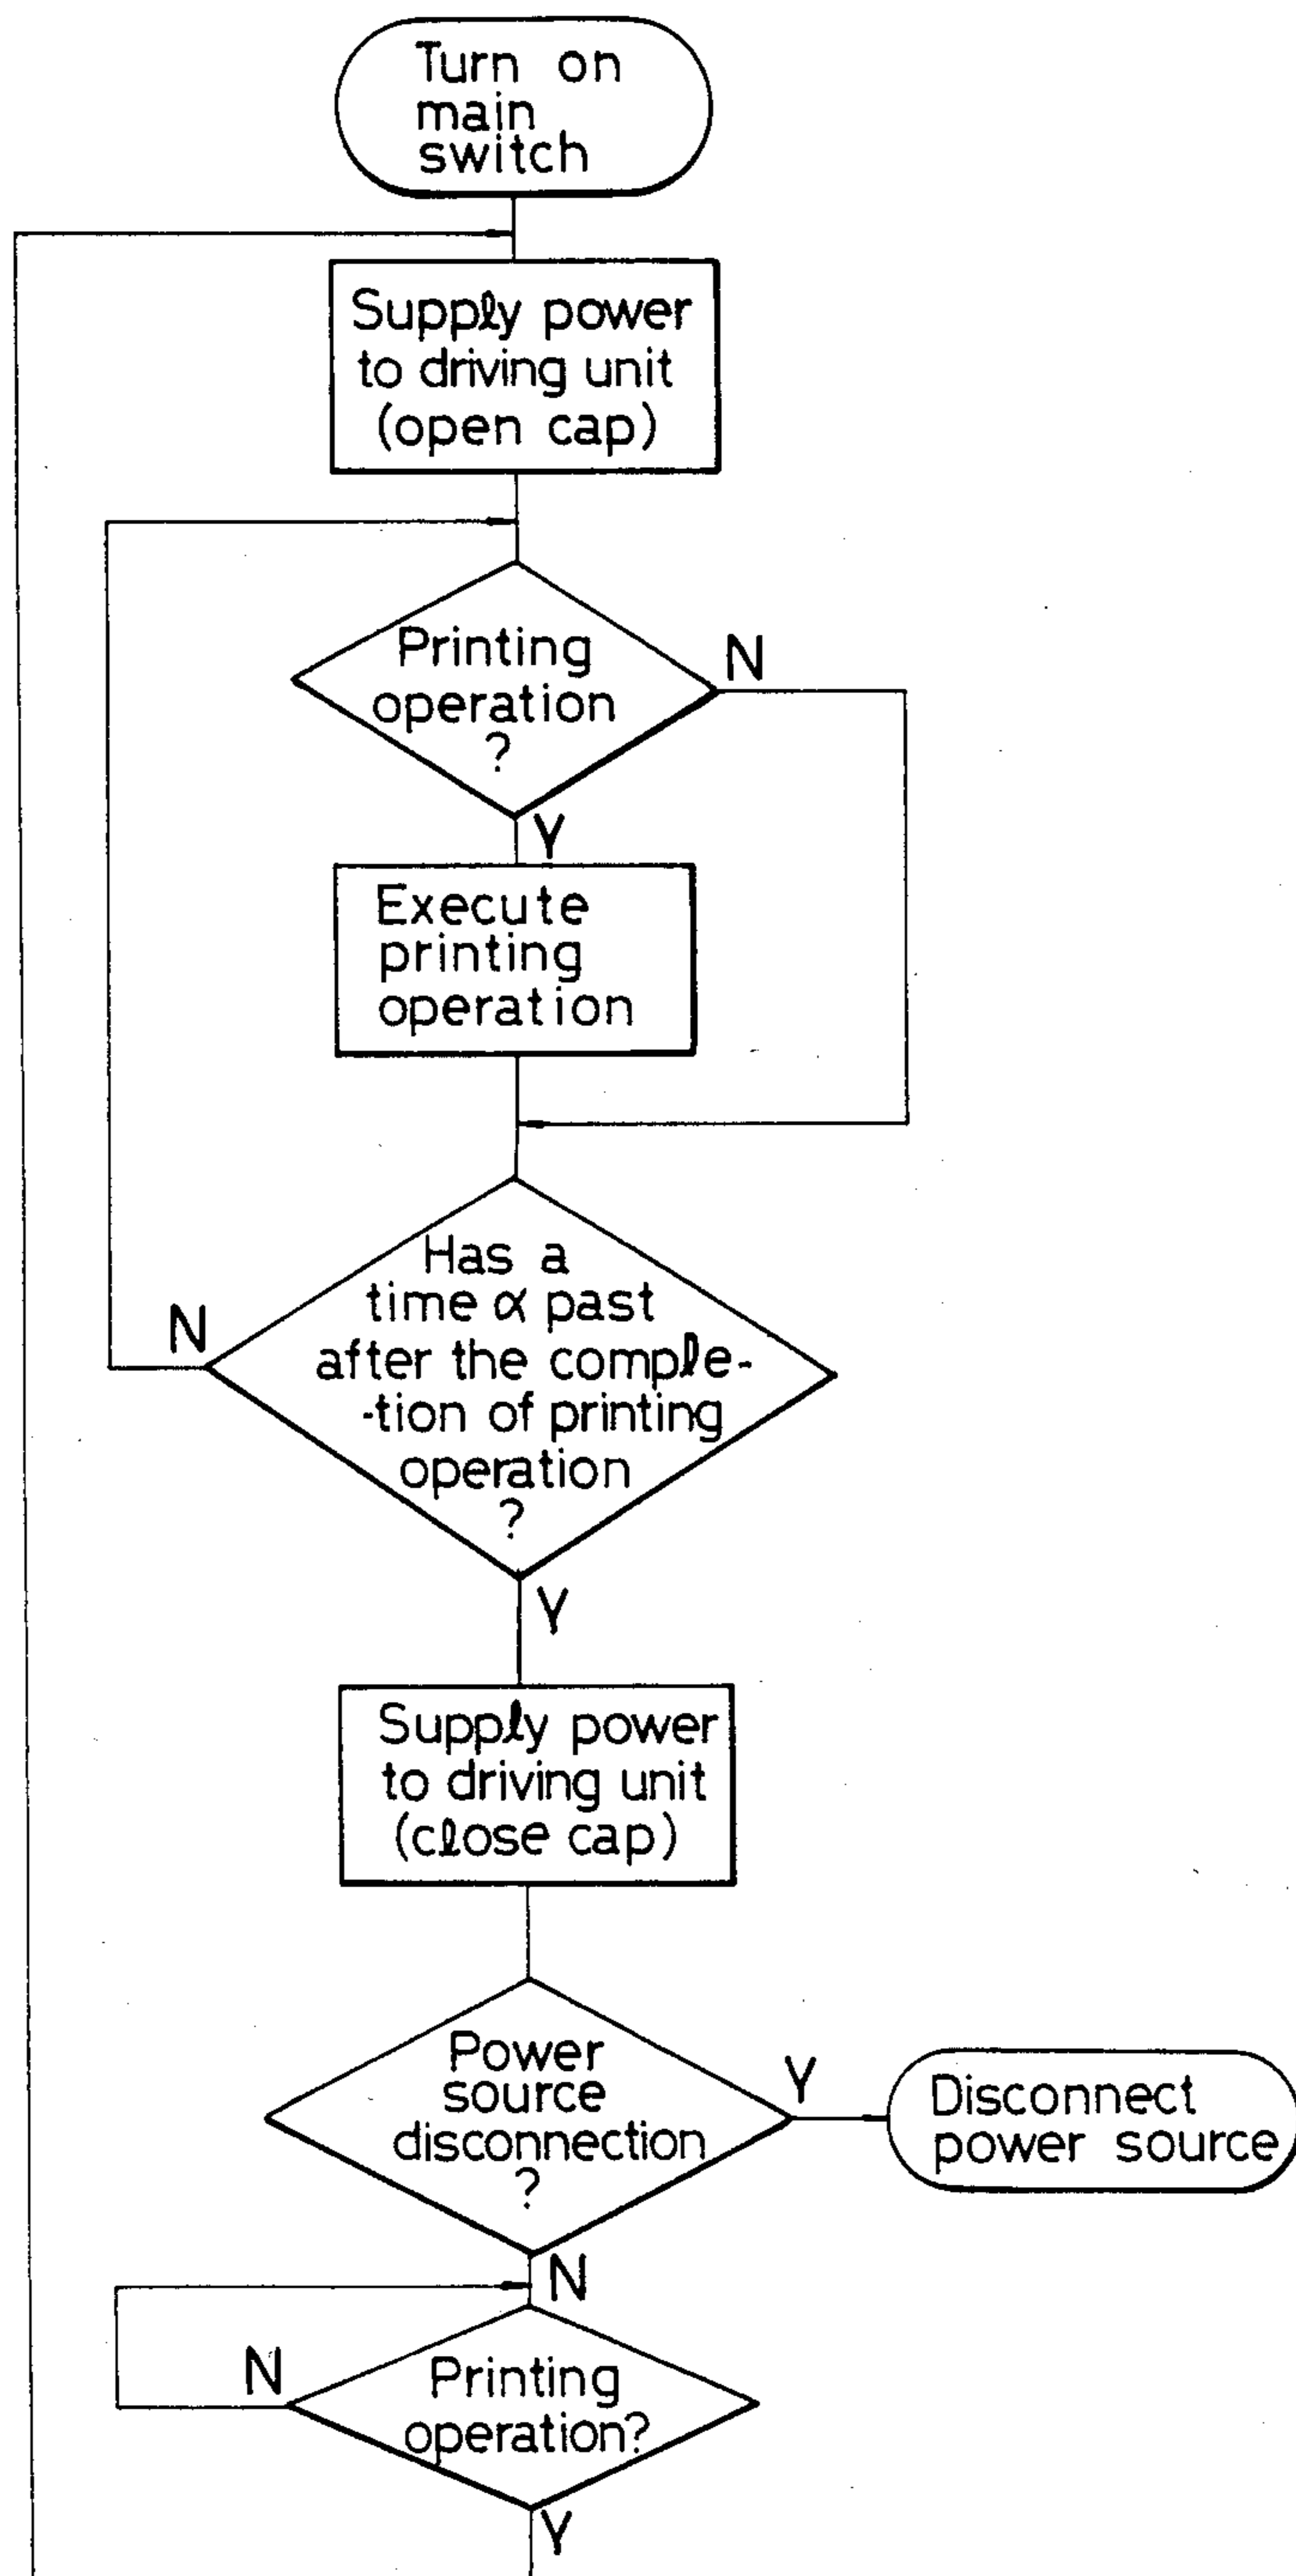 Turn on
main
switch
Supply power
to driving unit
(open cap)
Printing
operation
?
N
Y
Execute
printing
operation
Has a
time α past
after the comple-
-tion of printing
operation
?
N
Y
Supply power
to driving unit
(close cap)
Power
source
disconnection
?
Y
Disconnect
power source
N
Printing
operation?
N
Y